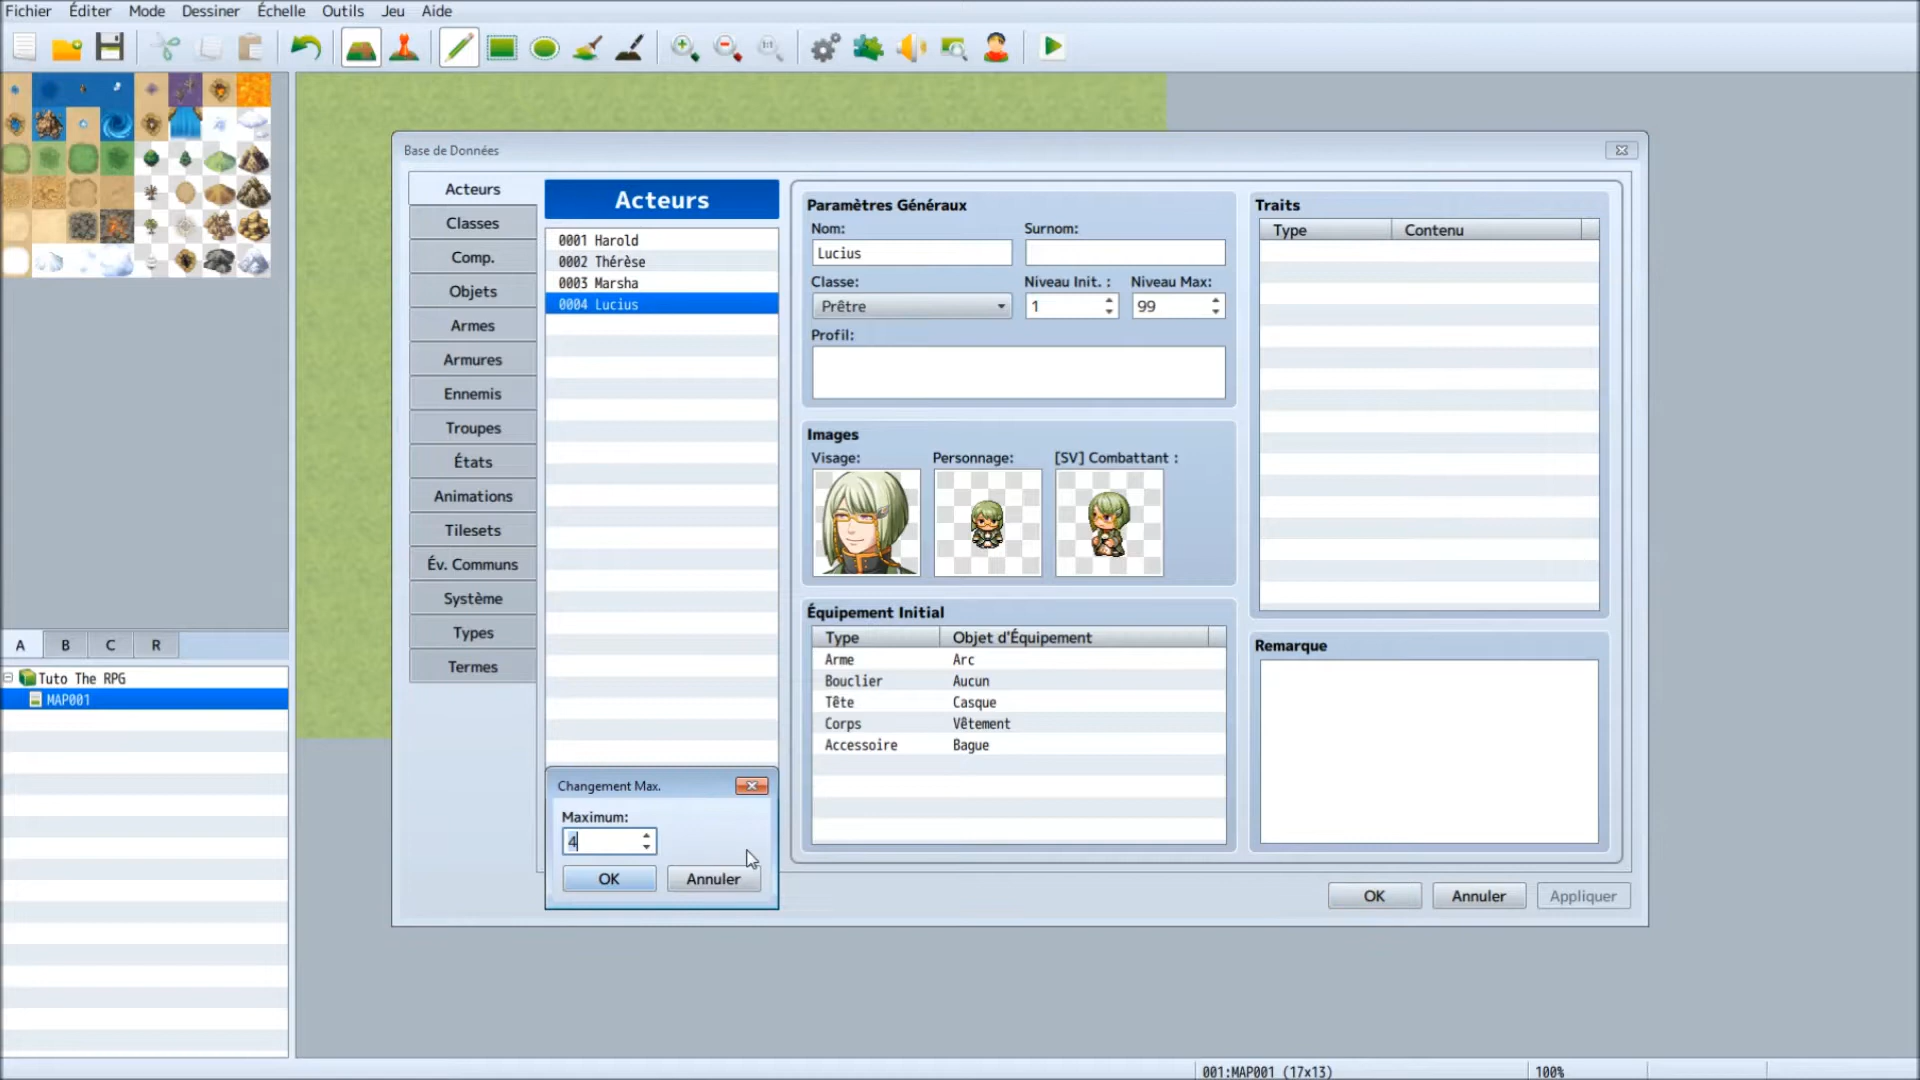 Fichier Éditer Mode Dessiner Échelle Outils Jeu Aide
Base de Données
Acteurs
Classes
Comp.
Objets
Armes
Armures
Ennemis
Troupes
États
Animations
Tilesets
Év. Communs
Système
Types
Termes
Acteurs
0001 Harold
0002 Thérèse
0003 Marsha
0004 Lucius
Changement Max.
Maximum:
4
OK Annuler
Paramètres Généraux
Nom: Surnom:
Lucius
Classe: Niveau Init. : Niveau Max:
Prêtre 1 99
Profil:
Images
Visage: Personnage: [SV] Combattant :
Équipement Initial
Type Objet d'Équipement
Arme Arc
Bouclier Aucun
Tête Casque
Corps Vêtement
Accessoire Bague
Traits
Type Contenu
Remarque
OK Annuler Appliquer
A B C R
Tuto The RPG
MAP001
001:MAP001 (17x13) 100%